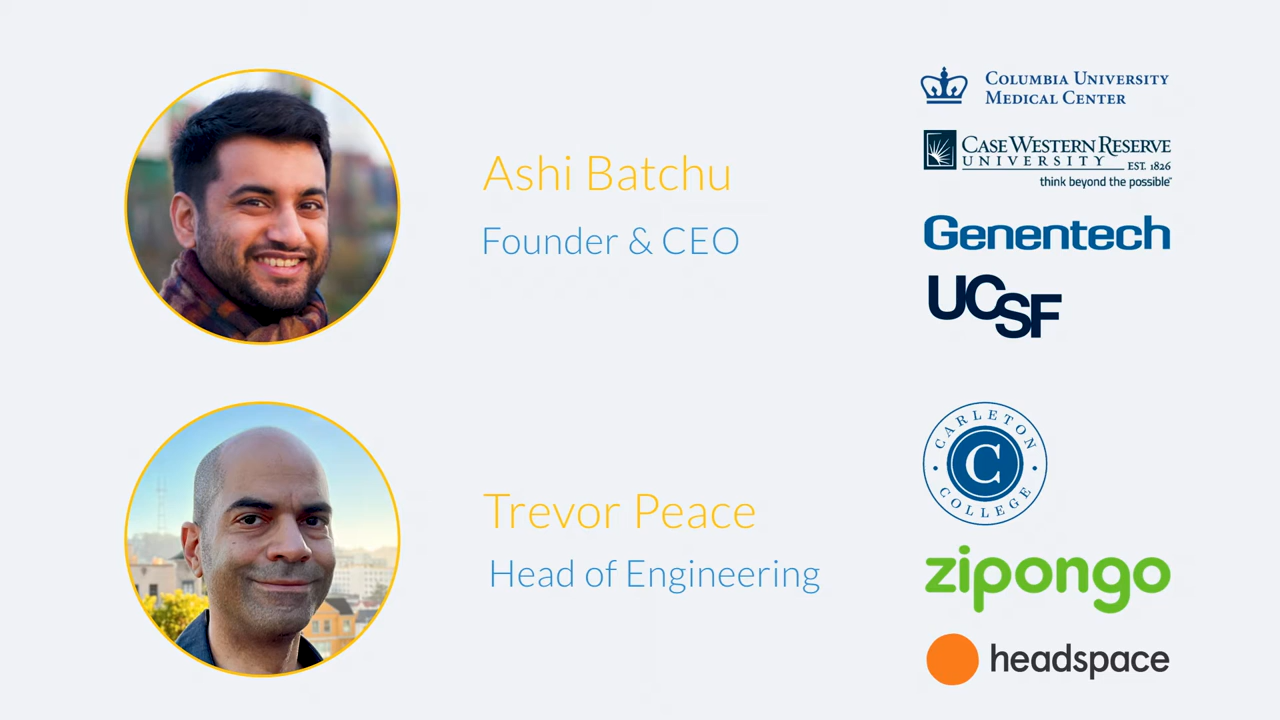 Ashi Batchu
Founder & CEO
COLUMBIA UNIVERSITY
MEDICAL CENTER
CASE WESTERN RESERVE
UNIVERSITY EST. 1826
think beyond the possible™
Genentech
UCSF
Trevor Peace
Head of Engineering
CARLETON
C
COLLEGE
zipongo
headspace